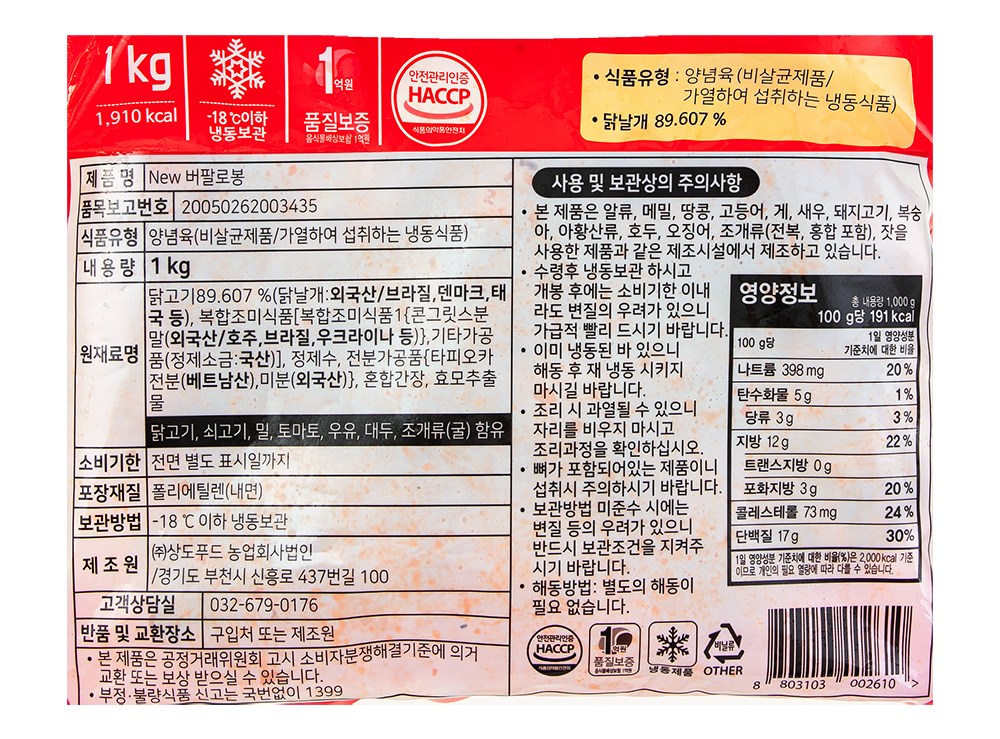 1 kg
1,910 kcal
-18 ℃이하
냉동보관
1억원
품질보증
음식물배상보험 1억원
안전관리인증
HACCP
식품의약품안전처
• 식품유형 : 양념육(비살균제품/
가열하여 섭취하는 냉동식품)
• 닭날개 89.607 %
제품명 New 버팔로봉
품목보고번호 20050262003435
식품유형 양념육(비살균제품/가열하여 섭취하는 냉동식품)
내용량 1 kg
원재료명
닭고기89.607 %(닭날개:외국산/브라질,덴마크,태
국 등), 복합조미식품[복합조미식품1{콘그릿스분
말(외국산/호주,브라질,우크라이나 등)},기타가공
품(정제소금:국산)], 정제수, 전분가공품{타피오카
전분(베트남산),미분(외국산)}, 혼합간장, 효모추출
물
닭고기, 쇠고기, 밀, 토마토, 우유, 대두, 조개류(굴) 함유
소비기한 전면 별도 표시일까지
포장재질 폴리에틸렌(내면)
보관방법 -18 ℃ 이하 냉동보관
제조원 ㈜상도푸드 농업회사법인
/경기도 부천시 신흥로 437번길 100
고객상담실 032-679-0176
반품 및 교환장소 구입처 또는 제조원
• 본 제품은 공정거래위원회 고시 소비자분쟁해결기준에 의거
교환 또는 보상 받으실 수 있습니다.
• 부정·불량식품 신고는 국번없이 1399
사용 및 보관상의 주의사항
• 본 제품은 알류, 메밀, 땅콩, 고등어, 게, 새우, 돼지고기, 복숭
아, 아황산류, 호두, 오징어, 조개류(전복, 홍합 포함), 잣을
사용한 제품과 같은 제조시설에서 제조하고 있습니다.
• 수령후 냉동보관 하시고
개봉 후에는 소비기한 이내
라도 변질의 우려가 있으니
가급적 빨리 드시기 바랍니다.
• 이미 냉동된 바 있으니
해동 후 재 냉동 시키지
마시길 바랍니다.
• 조리 시 과열될 수 있으니
자리를 비우지 마시고
조리과정을 확인하십시오.
• 뼈가 포함되어있는 제품이니
섭취시 주의하시기 바랍니다.
• 보관방법 미준수 시에는
변질 등의 우려가 있으니
반드시 보관조건을 지켜주
시기 바랍니다.
• 해동방법: 별도의 해동이
필요 없습니다.
영양정보
총 내용량 1,000 g
100 g당 191 kcal
100 g당 1일 영양성분
기준치에 대한 비율
나트륨 398 mg 20 %
탄수화물 5 g 1 %
당류 3 g 3 %
지방 12 g 22 %
트랜스지방 0 g
포화지방 3 g 20 %
콜레스테롤 73 mg 24 %
단백질 17 g 30%
1일 영양성분 기준치에 대한 비율(%)은 2,000 kcal 기준
이므로 개인의 필요 열량에 따라 다를 수 있습니다.
안전관리인증
HACCP
식품의약품안전처
1억원
품질보증
음식물배상보험 1억원
냉동제품
비닐류
OTHER
8 803103 002610 >